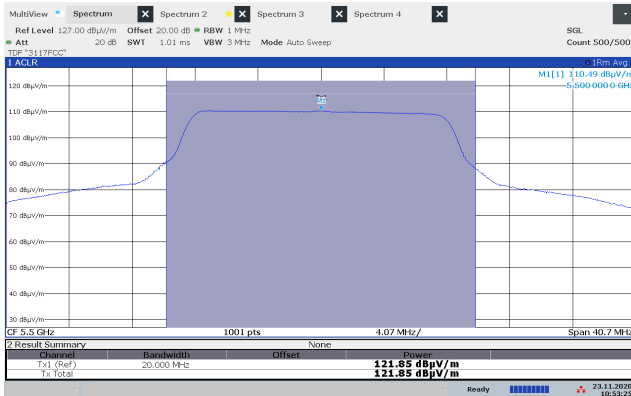 MultiView Spectrum Spectrum 2 Spectrum 3 Spectrum 4
Ref Level 127.00 dBµV/m Offset 20.00 dB RBW 1 MHz SGL
Att 20 dB SWT 1.01 ms VBW 3 MHz Mode Auto Sweep Count 500/500
TDF "3117FCC"
1 ACLR 1Rm Avg
M1[1] 110.49 dBµV/m
5.500 000 0 GHz
120 dBµV/m
M1
110 dBµV/m
100 dBµV/m
90 dBµV/m
80 dBµV/m
70 dBµV/m
60 dBµV/m
50 dBµV/m
40 dBµV/m
30 dBµV/m
CF 5.5 GHz 1001 pts 4.07 MHz/ Span 40.7 MHz
2 Result Summary None
Channel Bandwidth Offset Power
Tx1 (Ref) 20.000 MHz 121.85 dBµV/m
Tx Total 121.85 dBµV/m
Ready 23.11.2020
10:53:25